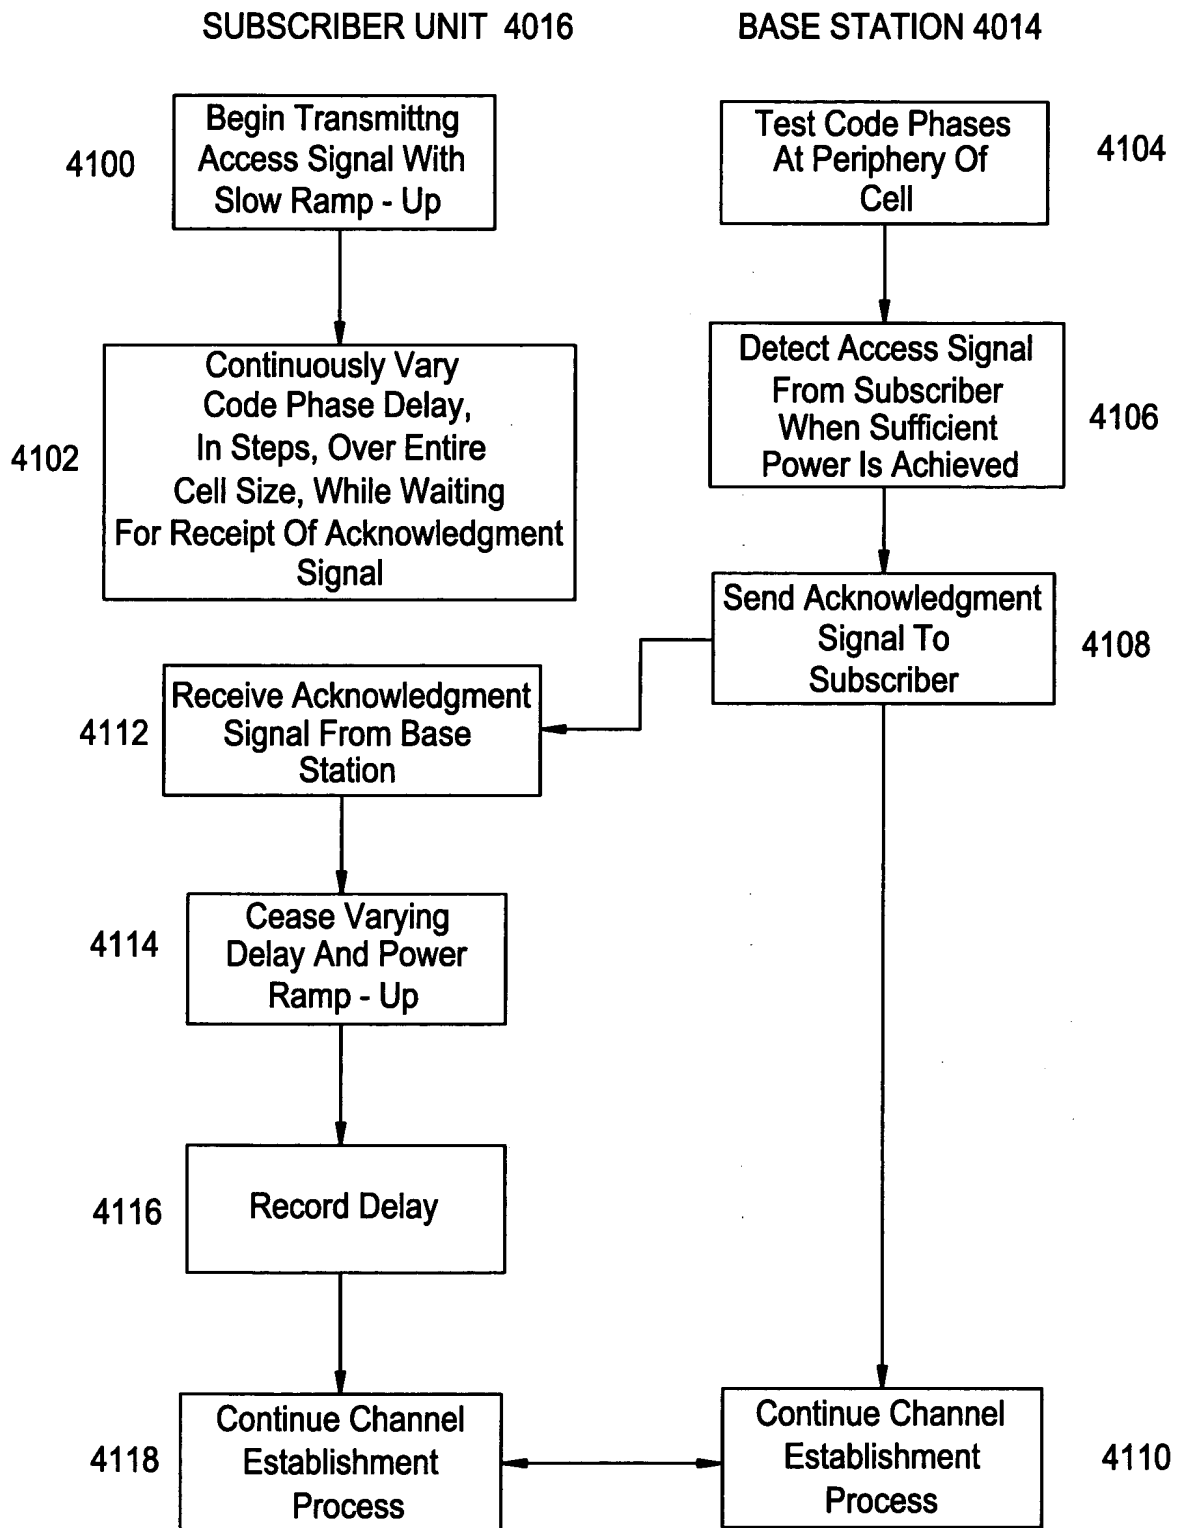 SUBSCRIBER UNIT 4016
BASE STATION 4014
4100
Begin Transmittng
Access Signal With
Slow Ramp - Up
Test Code Phases
At Periphery Of
Cell
4104
4102
Continuously Vary
Code Phase Delay,
In Steps, Over Entire
Cell Size, While Waiting
For Receipt Of Acknowledgment
Signal
Detect Access Signal
From Subscriber
When Sufficient
Power Is Achieved
4106
Send Acknowledgment
Signal To
Subscriber
4108
4112
Receive Acknowledgment
Signal From Base
Station
4114
Cease Varying
Delay And Power
Ramp - Up
4116
Record Delay
4118
Continue Channel
Establishment
Process
Continue Channel
Establishment
Process
4110